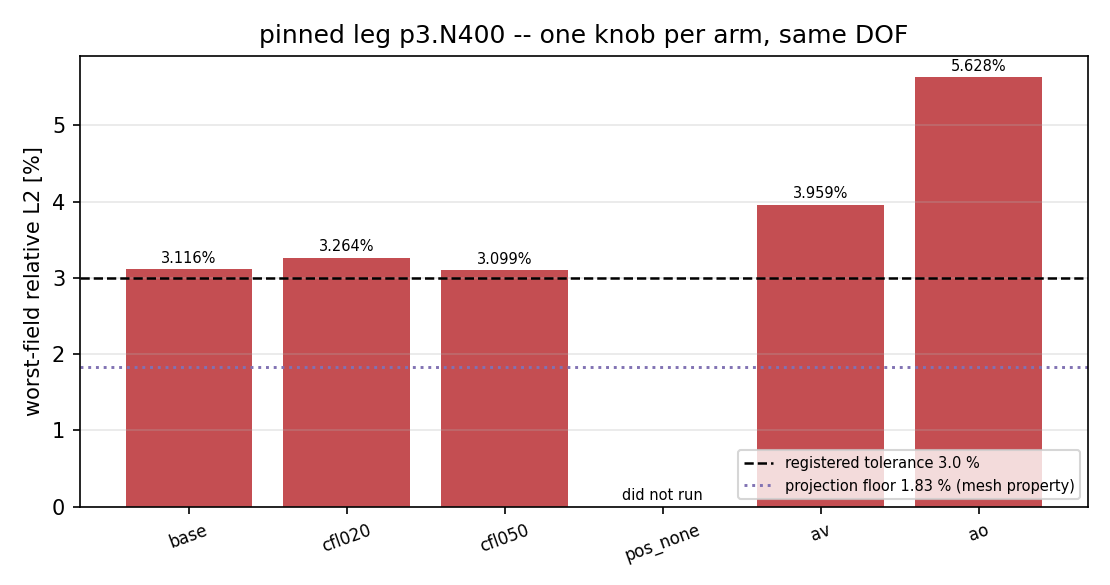 pinned leg p3.N400 -- one knob per arm, same DOF
worst-field relative L2 [%]
5
4
3
2
1
0
3.116%
3.264%
3.099%
did not run
3.959%
5.628%
registered tolerance 3.0 %
projection floor 1.83 % (mesh property)
base
cfl020
cfl050
pos_none
av
ao